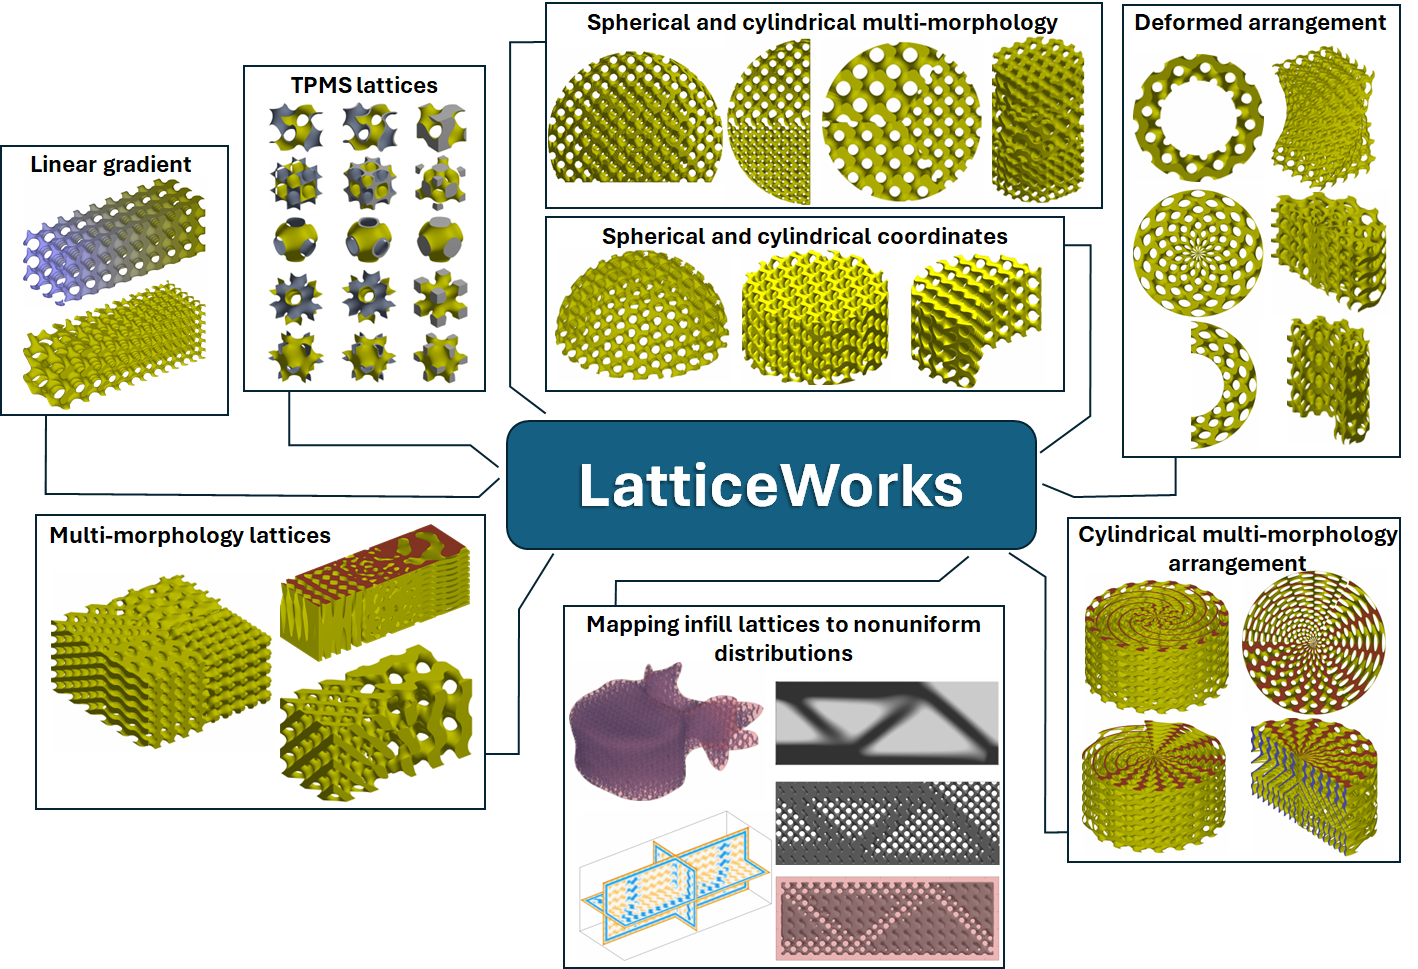 Spherical and cylindrical multi-morphology
Deformed arrangement
TPMS lattices
Linear gradient
Spherical and cylindrical coordinates
LatticeWorks
Multi-morphology lattices
Cylindrical multi-morphology
arrangement
Mapping infill lattices to nonuniform
distributions